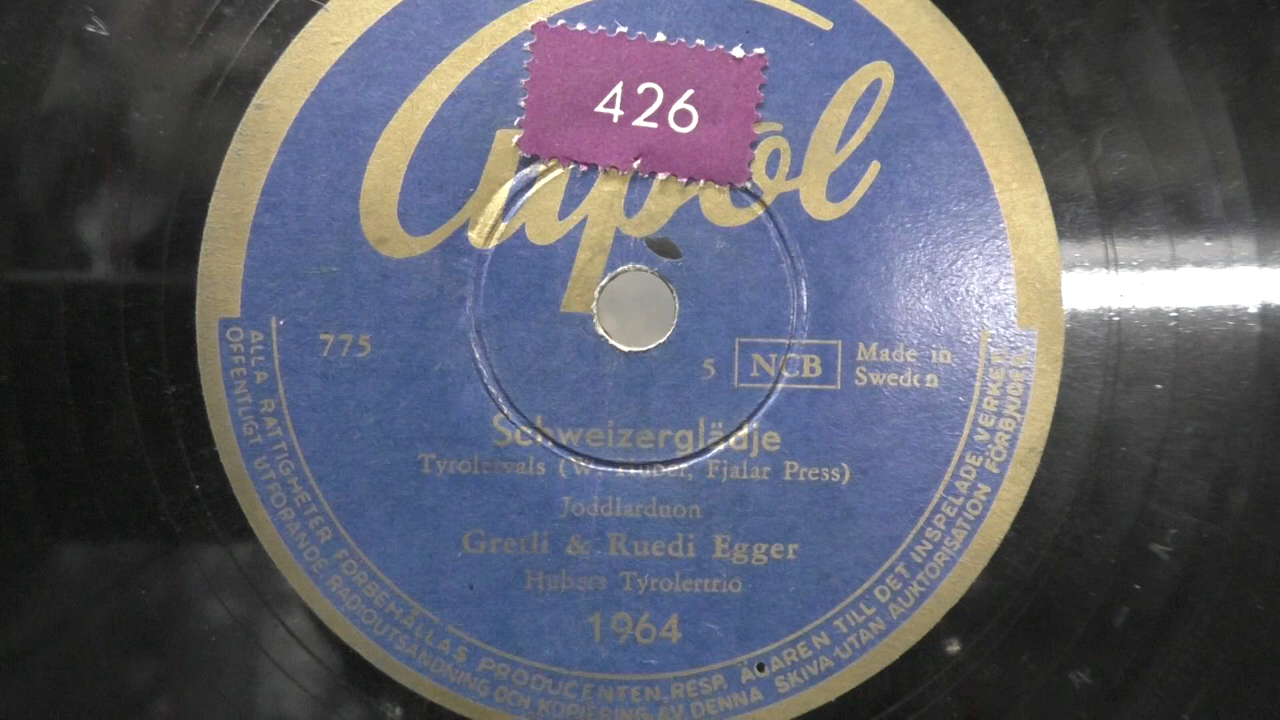 Cupol
426
775
5 NCB Made in Sweden
Schweizerglädje
Tyrolervals (W. Huber, Fjalar Press)
Joddlarduon
Gretli & Ruedi Egger
Hubers Tyrolertrio
1964
ALLA RÄTTIGHETER FÖRBEHÅLLAS PRODUCENTEN RESP. ÄGAREN TILL DET INSPELADE VERKET.
OFFENTLIGT UTFÖRANDE RADIOUTSÄNDNING OCH KOPIERING AV DENNA SKIVA UTAN AUKTORISATION FÖRBJUDES